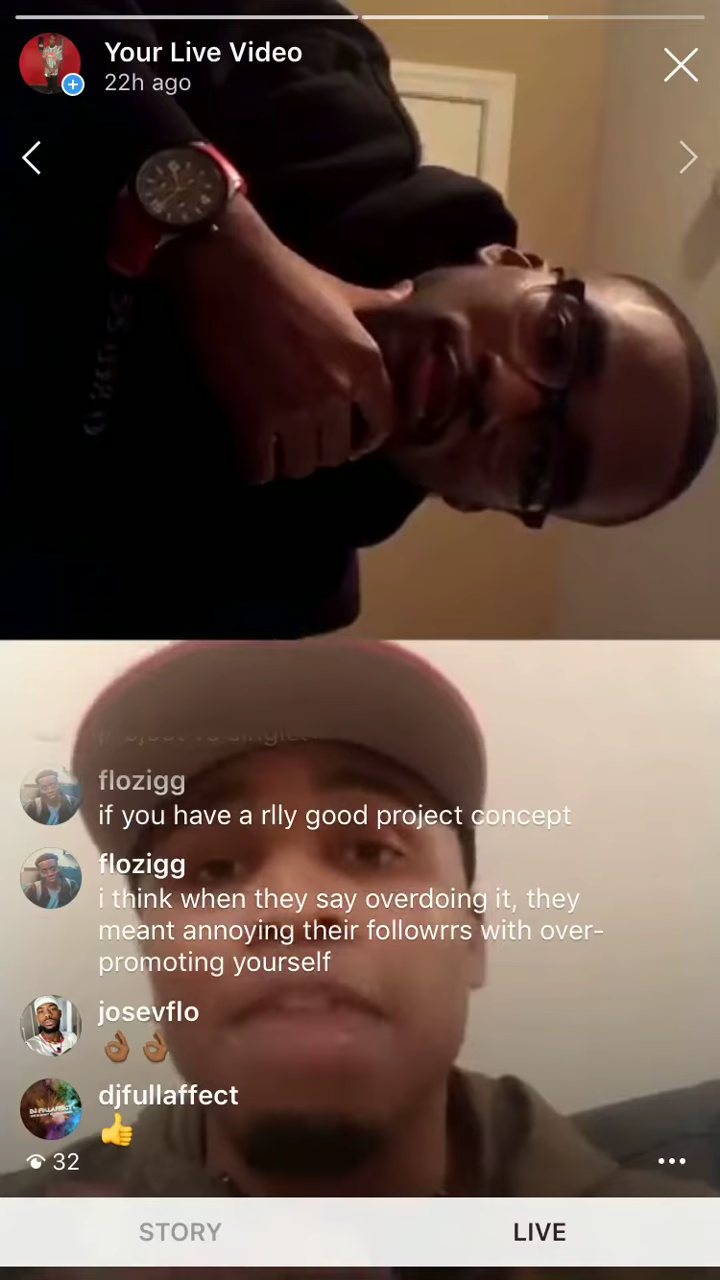 Your Live Video
22h ago
flozigg
if you have a rlly good project concept
flozigg
i think when they say overdoing it, they
meant annoying their followrrs with over-
promoting yourself
josevflo
👌🏾👌🏾
djfullaffect
👍
32
STORY
LIVE